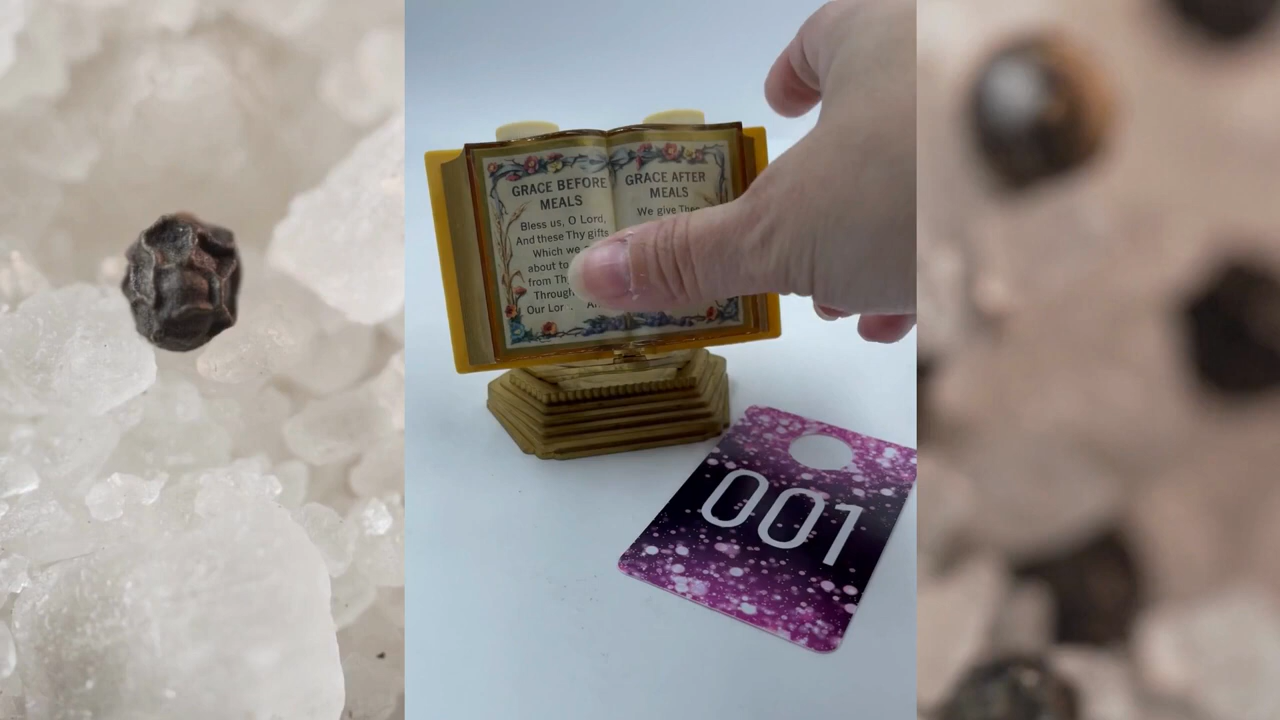 GRACE BEFORE
MEALS
Bless us, O Lord,
And these Thy gifts
Which we
about to
from Th
Through
Our Lor
GRACE AFTER
MEALS
We give Thee
001